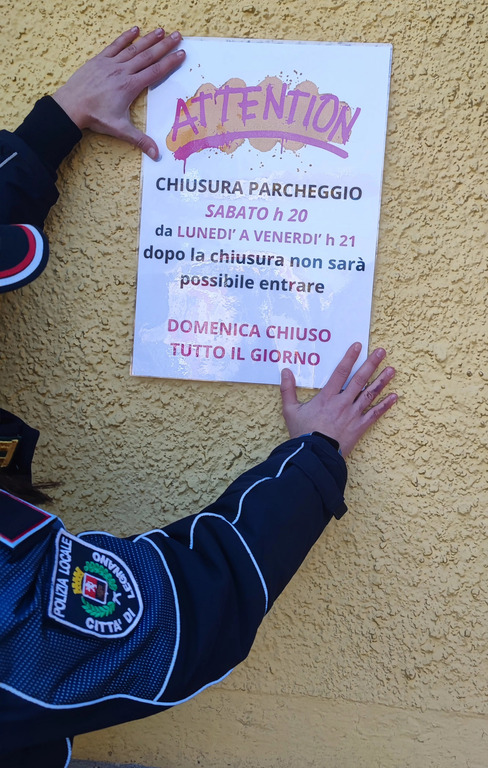 ATTENTION
CHIUSURA PARCHEGGIO
SABATO h 20
da LUNEDI' A VENERDI' h 21
dopo la chiusura non sarà
possibile entrare
DOMENICA CHIUSO
TUTTO IL GIORNO
POLIZIA LOCALE
CITTA' DI
LEGNANO